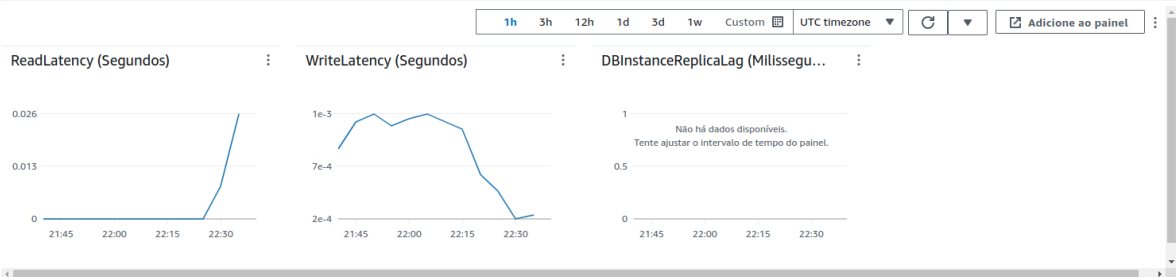 1h 3h 12h 1d 3d 1w Custom UTC timezone Adicione ao painel
ReadLatency (Segundos)
0.026
0.013
0
21:45 22:00 22:15 22:30
WriteLatency (Segundos)
1e-3
7e-4
2e-4
21:45 22:00 22:15 22:30
DBInstanceReplicaLag (Milissegu...
1
Não há dados disponíveis.
Tente ajustar o intervalo de tempo do painel.
0.5
0
21:45 22:00 22:15 22:30